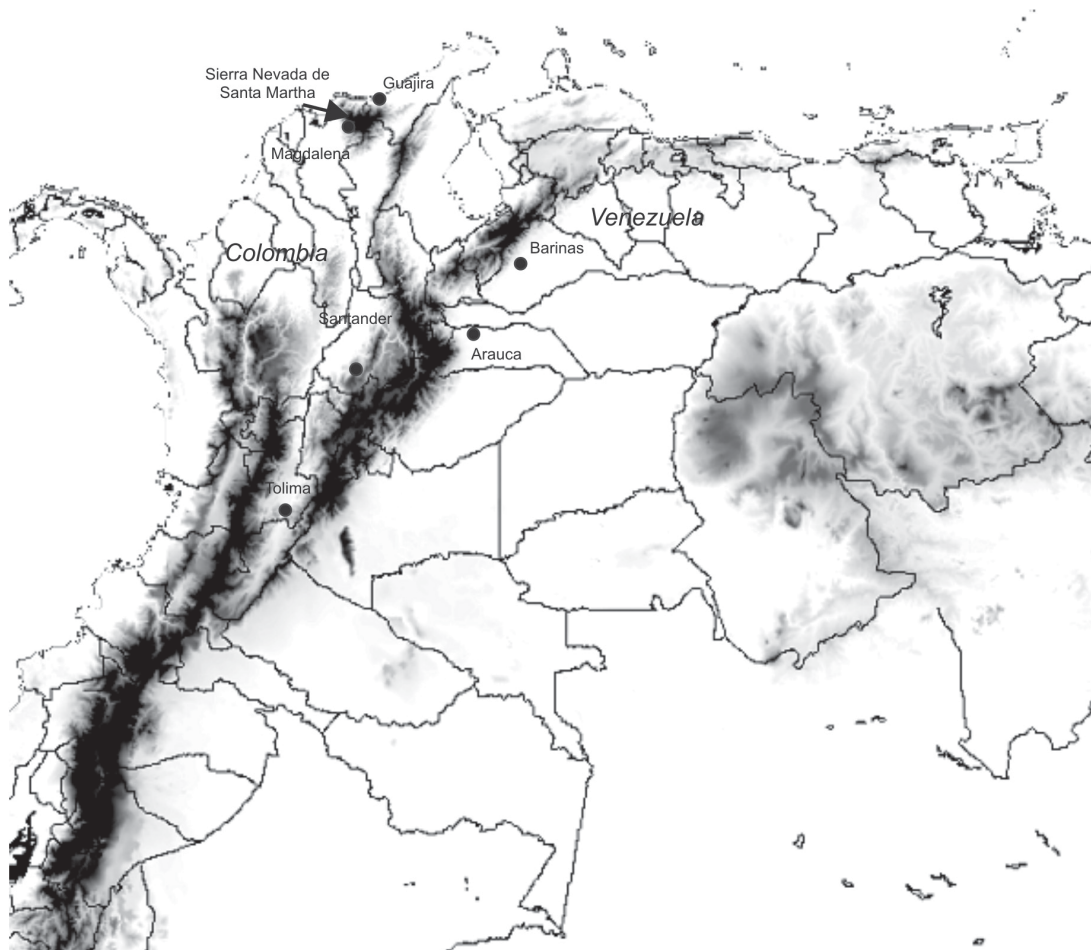 Sierra Nevada de
Santa Martha
Guajira
Magdalena
Venezuela
Colombia
Barinas
Santander
Arauca
Tolima